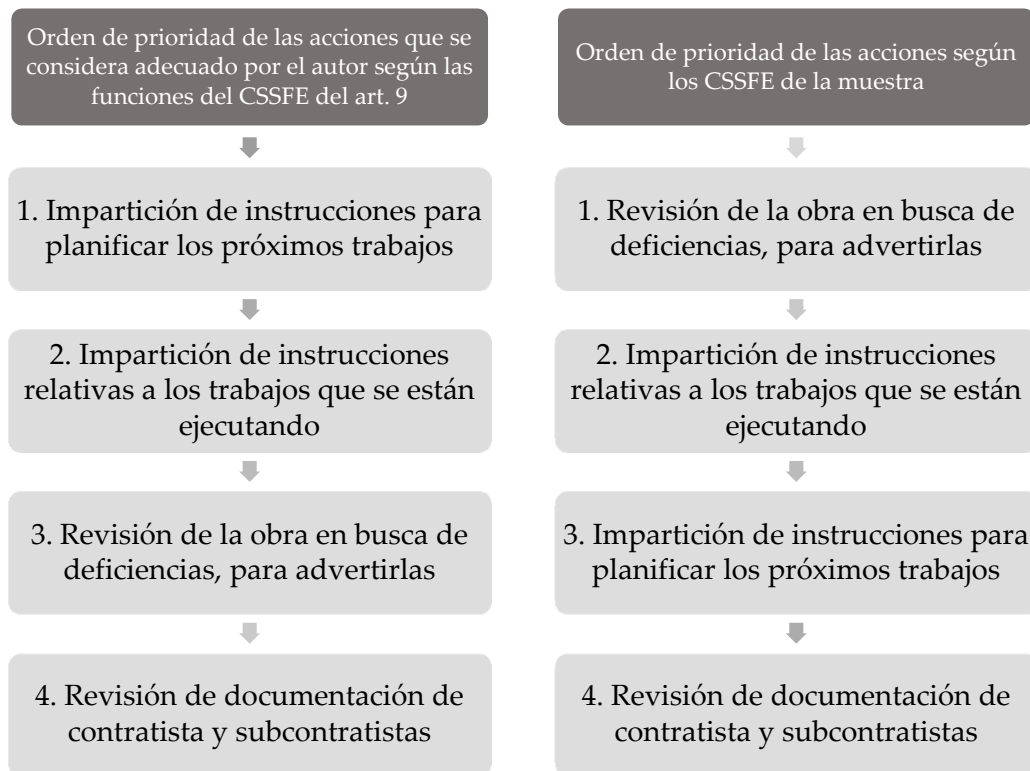 Orden de prioridad de las acciones que se
considera adecuado por el autor según las
funciones del CSSFE del art. 9
1. Impartición de instrucciones para
planificar los próximos trabajos
2. Impartición de instrucciones
relativas a los trabajos que se están
ejecutando
3. Revisión de la obra en busca de
deficiencias, para advertirlas
4. Revisión de documentación de
contratista y subcontratistas
Orden de prioridad de las acciones según
los CSSFE de la muestra
1. Revisión de la obra en busca de
deficiencias, para advertirlas
2. Impartición de instrucciones
relativas a los trabajos que se están
ejecutando
3. Impartición de instrucciones para
planificar los próximos trabajos
4. Revisión de documentación de
contratista y subcontratistas